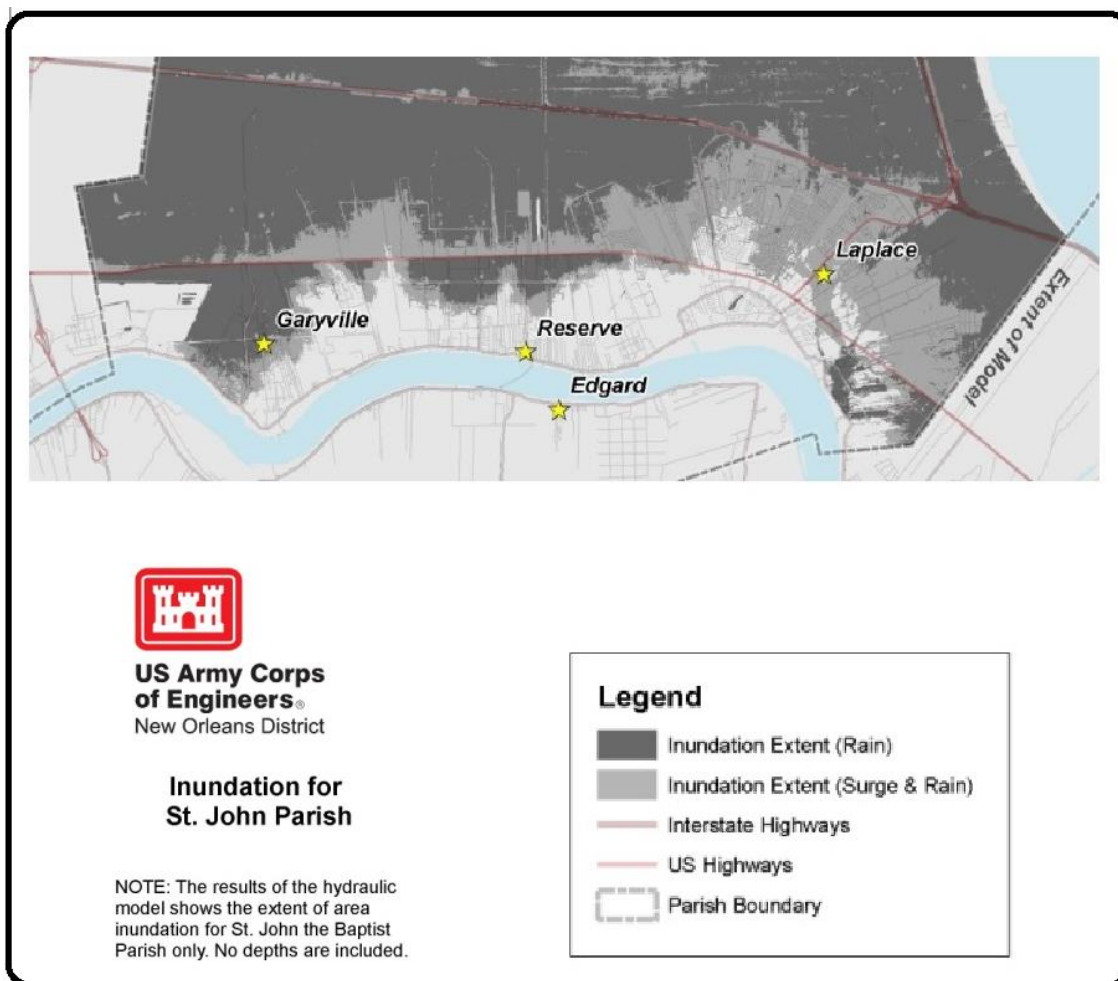 Laplace
Garyville
Reserve
Edgard
Extent of Model
US Army Corps
of Engineers®
New Orleans District
Inundation for
St. John Parish
NOTE: The results of the hydraulic
model shows the extent of area
inundation for St. John the Baptist
Parish only. No depths are included.
Legend
Inundation Extent (Rain)
Inundation Extent (Surge & Rain)
Interstate Highways
US Highways
Parish Boundary